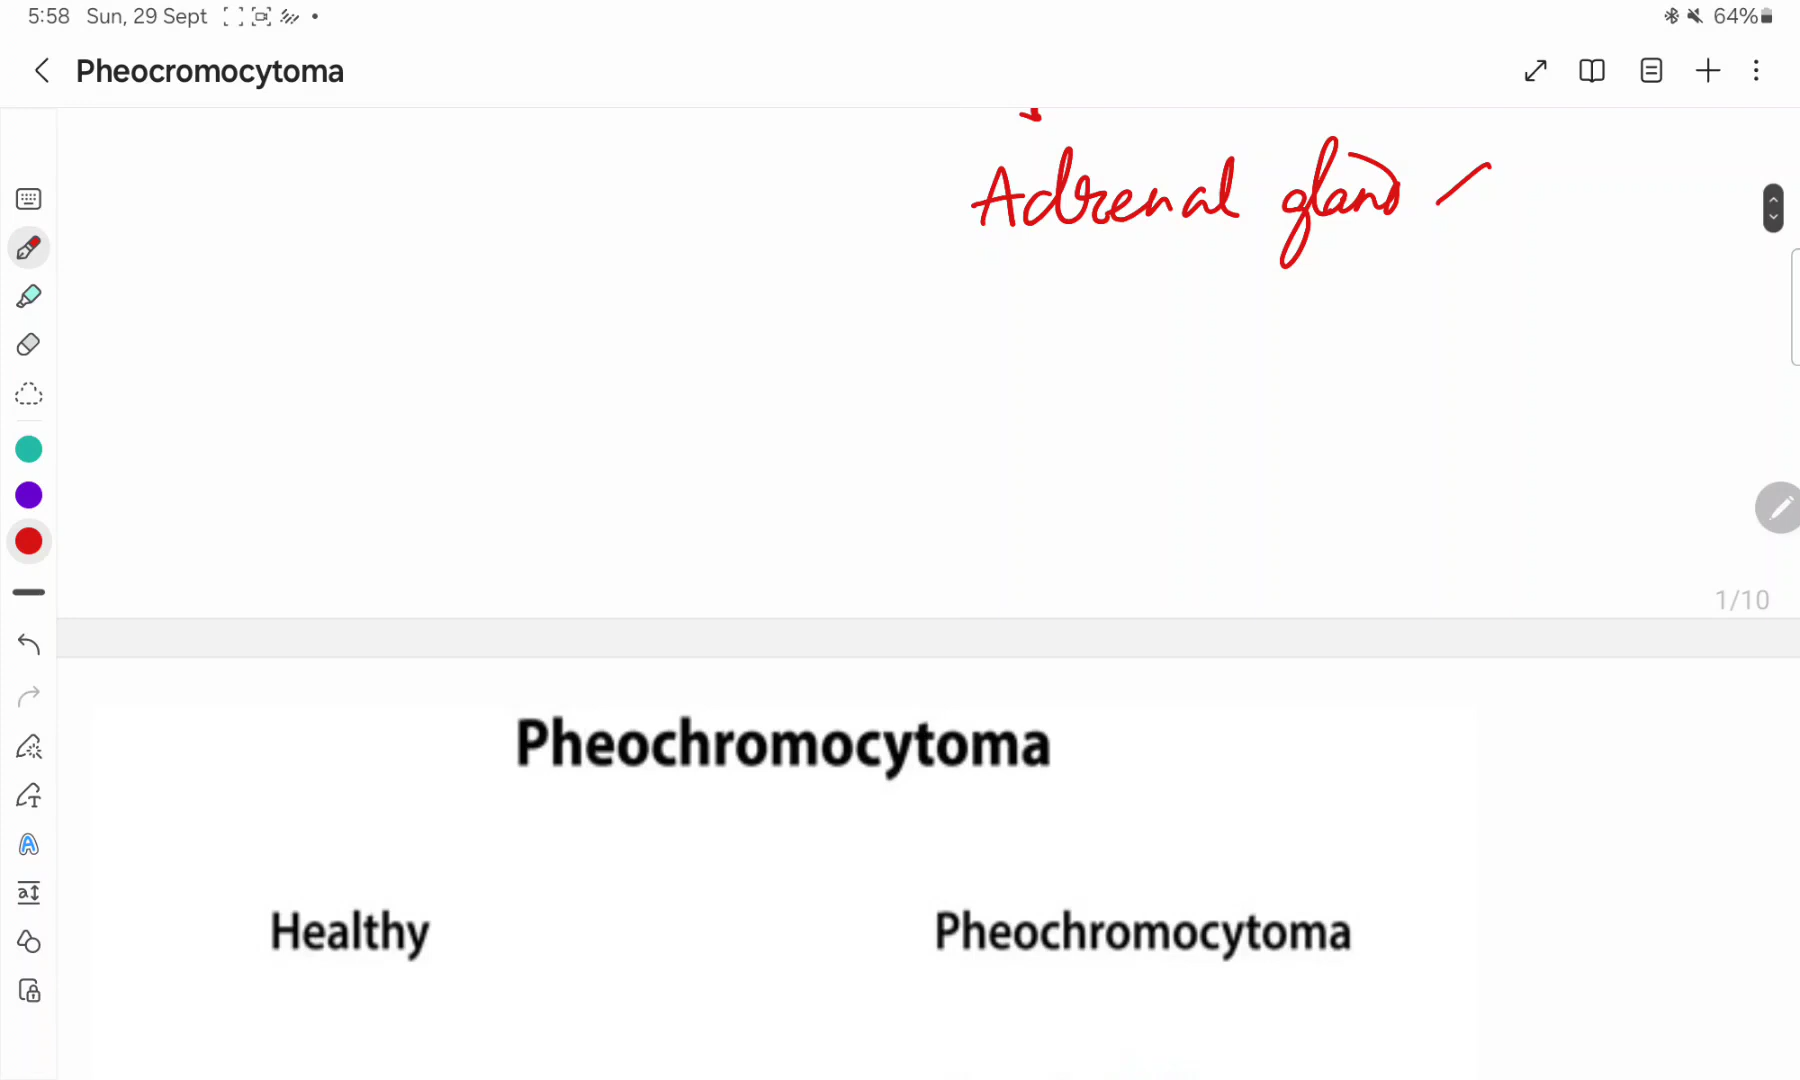 5:58 Sun, 29 Sept 64%
Pheocromocytoma
Adrenal gland
1/10
Pheochromocytoma
Healthy Pheochromocytoma